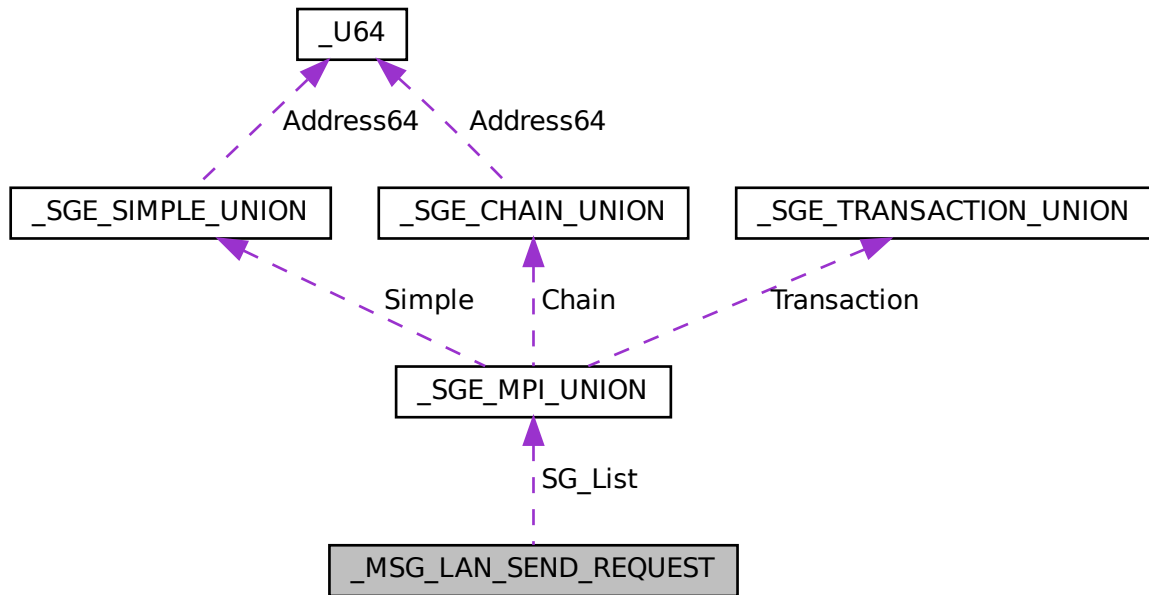 _U64
Address64
Address64
_SGE_SIMPLE_UNION
_SGE_CHAIN_UNION
_SGE_TRANSACTION_UNION
Simple
Chain
Transaction
_SGE_MPI_UNION
SG_List
_MSG_LAN_SEND_REQUEST